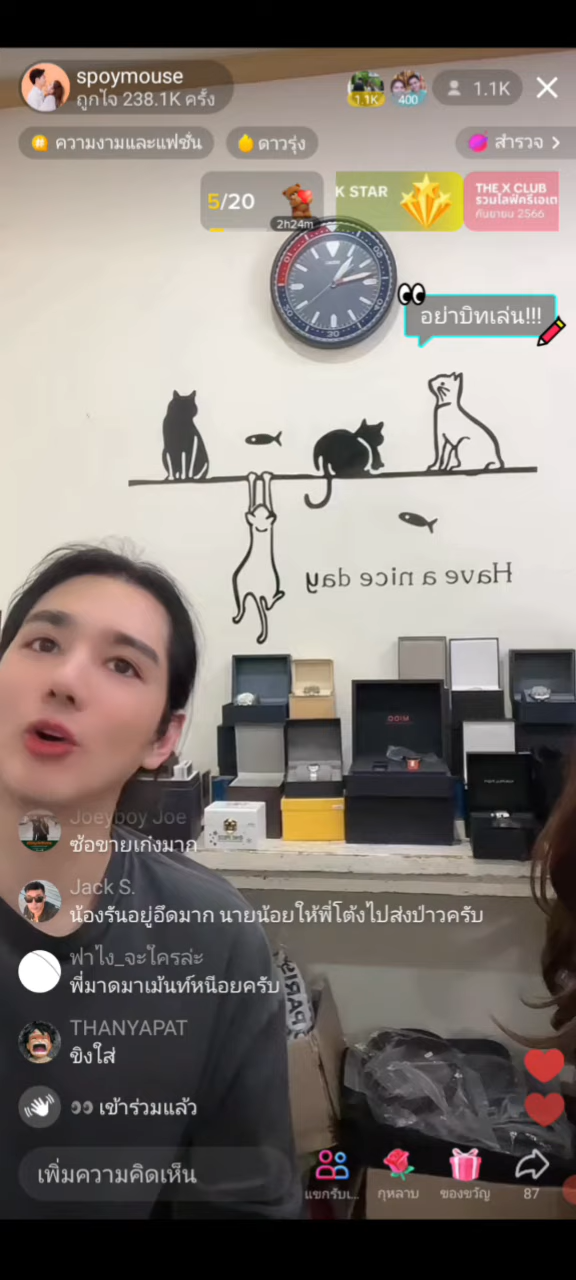 spoymouse
ถูกใจ 238.1K ครั้ง
1.1K
400
1.1K
ความงามและแฟชั่น
ดาวรุ่ง
สำรวจ >
5/20
2h24m
K STAR
THE X CLUB
รวมไลฟ์ครีเอเต
กันยายน 2566
อย่าบิทเล่น!!!
Have a nice day
MIDO
Joeyboy Joe
ซ้อขายเก่งมาก
Jack S.
น้องรันอยู่อึดมาก นายน้อยให้พี่โต้งไปส่งป่าวครับ
ฟาไง_จะใครล่ะ
พี่มาดมาเม้นท์หนีอยครับ
PARI
THANYAPAT
ขิงใส่
เข้าร่วมแล้ว
เพิ่มความคิดเห็น
แขกรับเ...
กุหลาบ
ของขวัญ
87